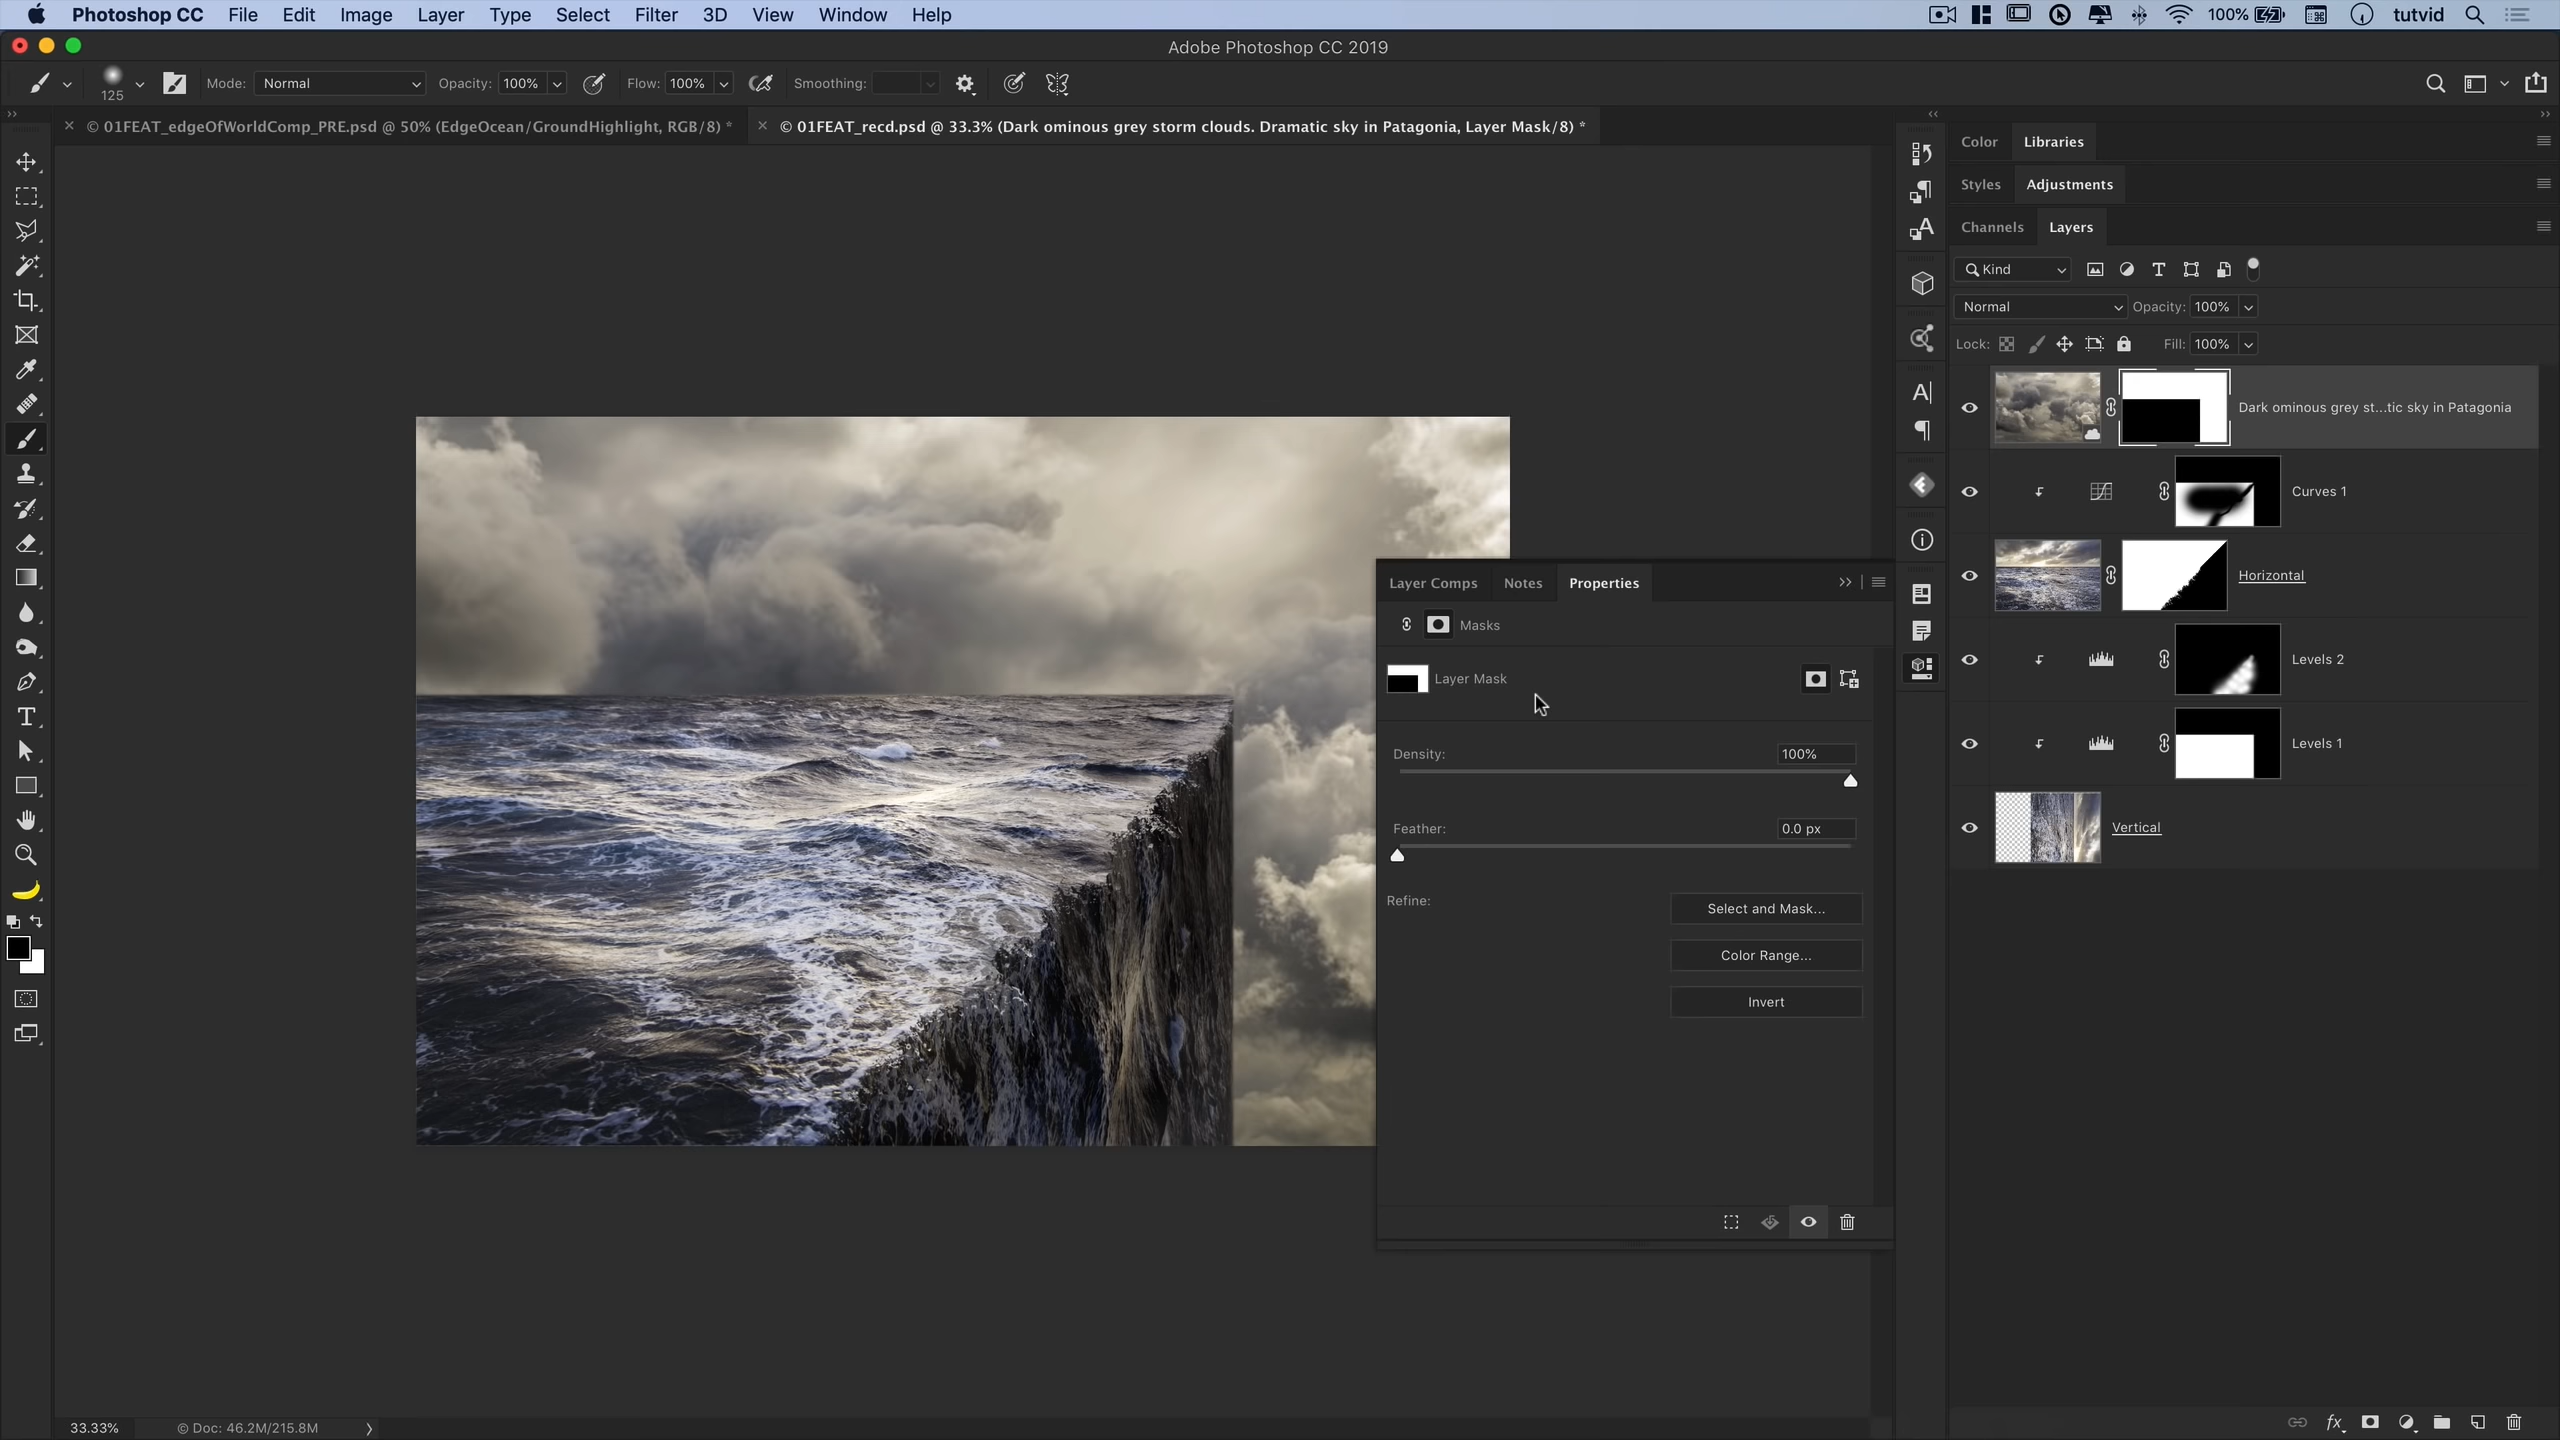 Photoshop CC File Edit Image Layer Type Select Filter 3D View Window Help 100% tutvid
Adobe Photoshop CC 2019
125 Mode: Normal Opacity: 100% Flow: 100% Smoothing:
© 01FEAT_edgeOfWorldComp_PRE.psd @ 50% (EdgeOcean/GroundHighlight, RGB/8) *
© 01FEAT_recd.psd @ 33.3% (Dark ominous grey storm clouds. Dramatic sky in Patagonia, Layer Mask/8) *
Color Libraries
Styles Adjustments
Channels Layers
Kind
Normal Opacity: 100%
Lock: Fill: 100%
Dark ominous grey st...tic sky in Patagonia
Curves 1
Horizontal
Levels 2
Levels 1
Vertical
Layer Comps Notes Properties
Masks
Layer Mask
Density: 100%
Feather: 0.0 px
Refine: Select and Mask...
Color Range...
Invert
33.33% © Doc: 46.2M/215.8M
fx